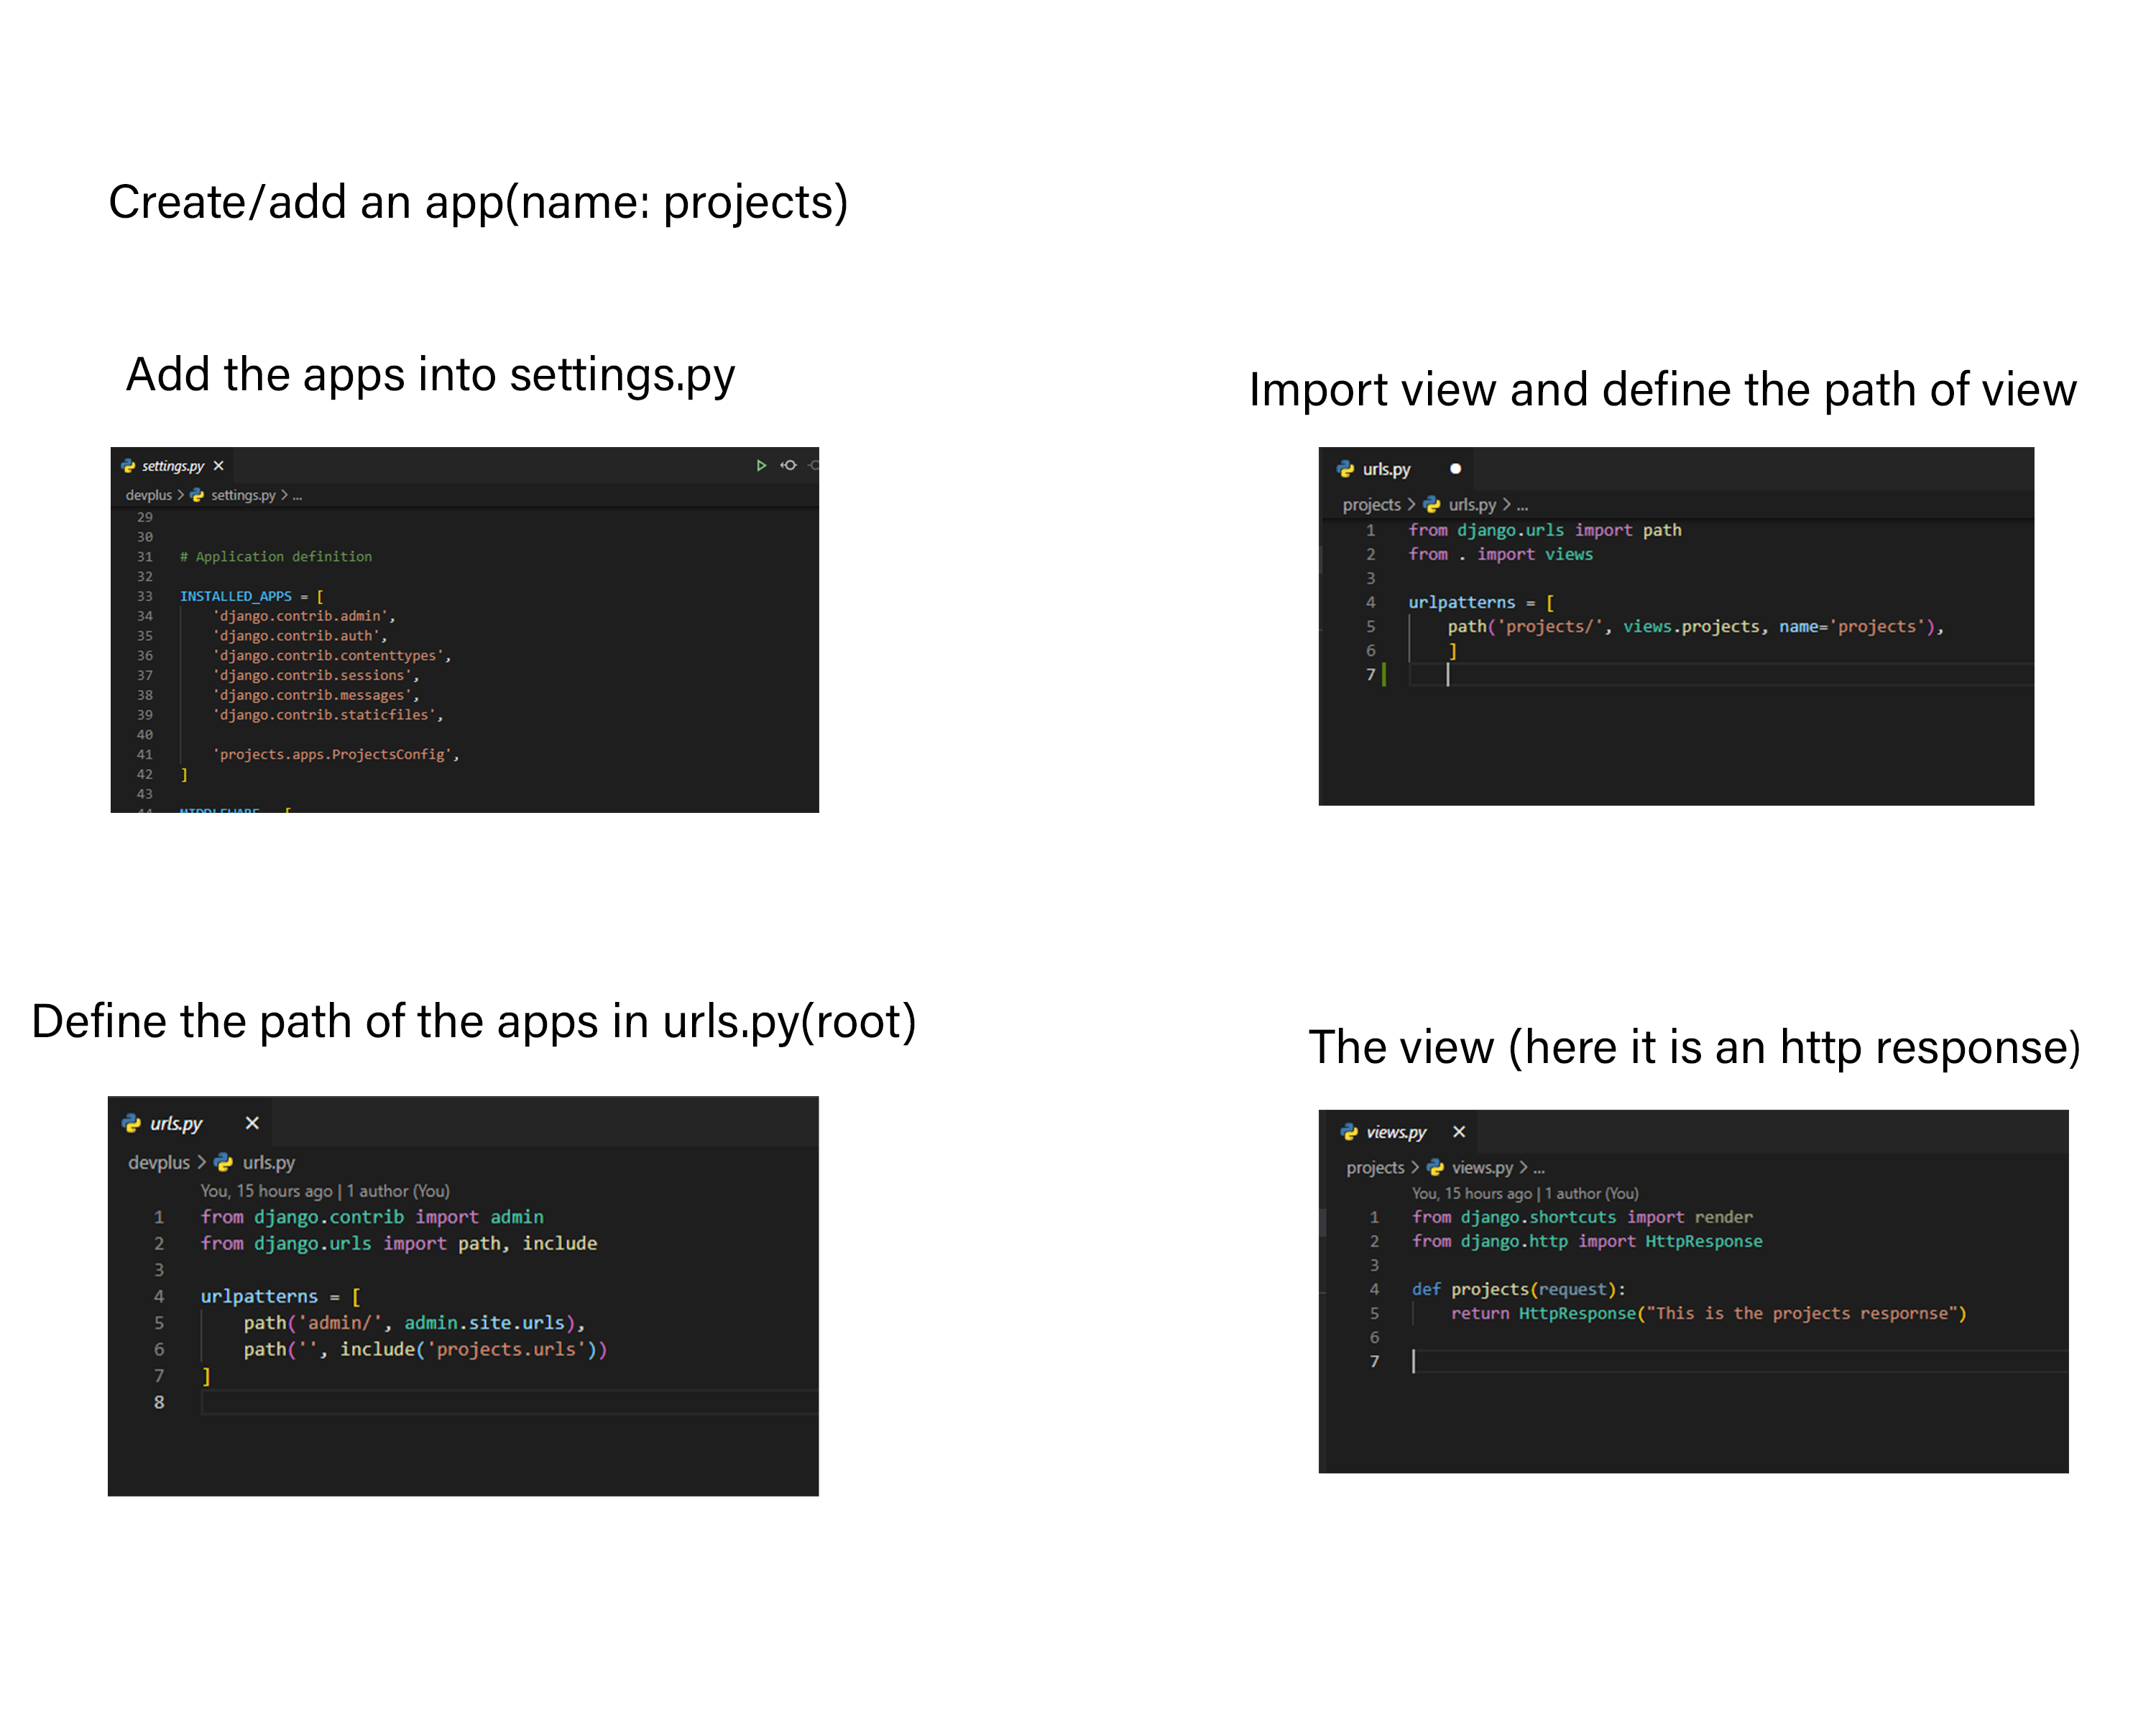 Create/add an app(name: projects)
Add the apps into settings.py
settings.py
devplus > settings.py > ...
29
30
31 # Application definition
32
33 INSTALLED_APPS = [
34 'django.contrib.admin',
35 'django.contrib.auth',
36 'django.contrib.contenttypes',
37 'django.contrib.sessions',
38 'django.contrib.messages',
39 'django.contrib.staticfiles',
40
41 'projects.apps.ProjectsConfig',
42 ]
43
44 MIDDLEWARE = [
Define the path of the apps in urls.py(root)
urls.py
devplus > urls.py
You, 15 hours ago | 1 author (You)
1 from django.contrib import admin
2 from django.urls import path, include
3
4 urlpatterns = [
5 path('admin/', admin.site.urls),
6 path('', include('projects.urls'))
7 ]
8
Import view and define the path of view
urls.py
projects > urls.py > ...
1 from django.urls import path
2 from . import views
3
4 urlpatterns = [
5 path('projects/', views.projects, name='projects'),
6 ]
7
The view (here it is an http response)
views.py
projects > views.py > ...
You, 15 hours ago | 1 author (You)
1 from django.shortcuts import render
2 from django.http import HttpResponse
3
4 def projects(request):
5 return HttpResponse("This is the projects respornse")
6
7